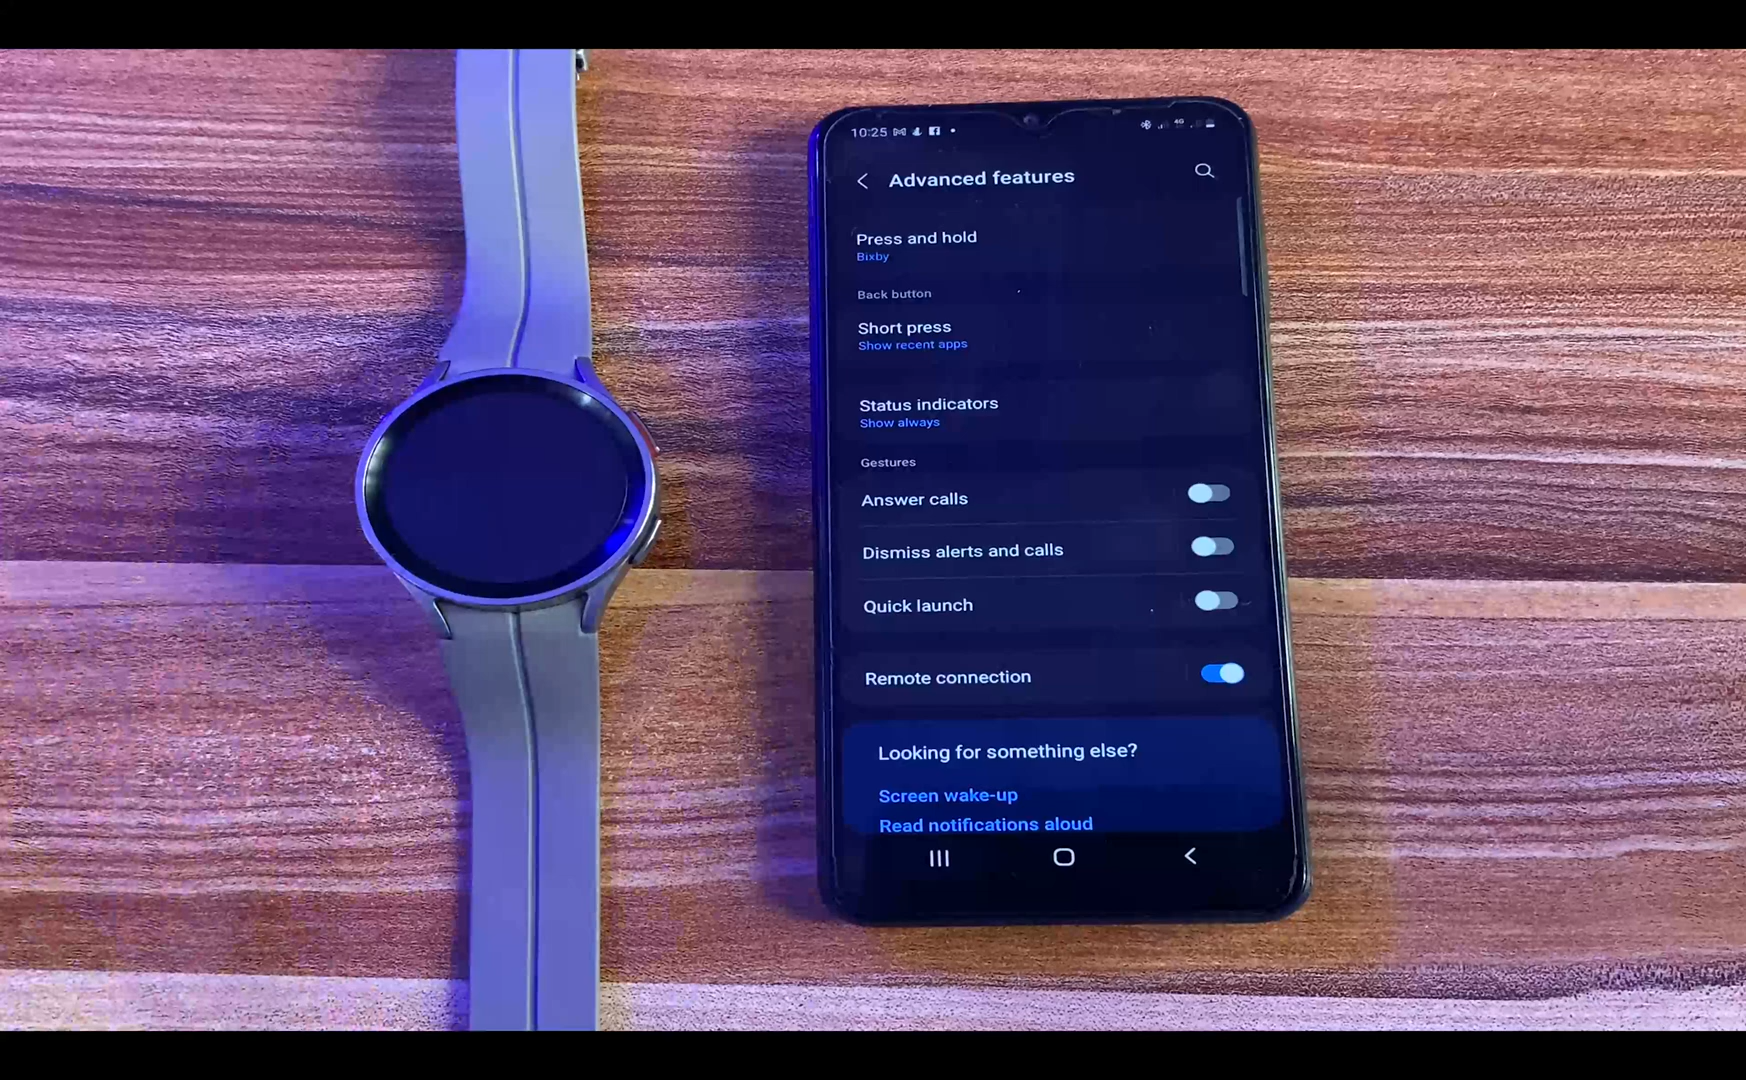 10:25
4G
Advanced features
Press and hold
Bixby
Back button
Short press
Show recent apps
Status indicators
Show always
Gestures
Answer calls
Dismiss alerts and calls
Quick launch
Remote connection
Looking for something else?
Screen wake-up
Read notifications aloud